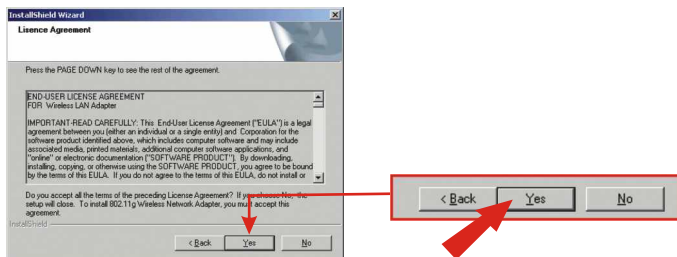 InstallShield Wizard
Lisence Agreement
Press the PAGE DOWN key to see the rest of the agreement.
END-USER LICENSE AGREEMENT
FOR Wireless LAN Adapter
IMPORTANT-READ CAREFULLY: This End-User License Agreement ("EULA") is a legal
agreement between you (either an individual or a single entity) and Corporation for the
software product identified above, which includes computer software and may include
associated media, printed materials, additional computer software applications, and
"online" or electronic documentation ("SOFTWARE PRODUCT"). By downloading,
installing, copying, or otherwise using the SOFTWARE PRODUCT, you agree to be bound
by the terms of this EULA. If you do not agree to the terms of this EULA, do not install or
Do you accept all the terms of the preceding License Agreement? If you choose No, the
setup will close. To install 802.11g Wireless Network Adapter, you must accept this
agreement.
InstallShield
< Back Yes No
< Back Yes No